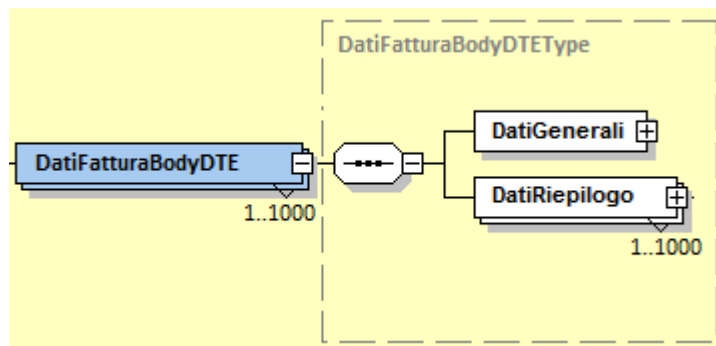 DatiFatturaBodyDTEType
DatiGenerali
DatiFatturaBodyDTE
DatiRiepilogo
1..1000
1..1000